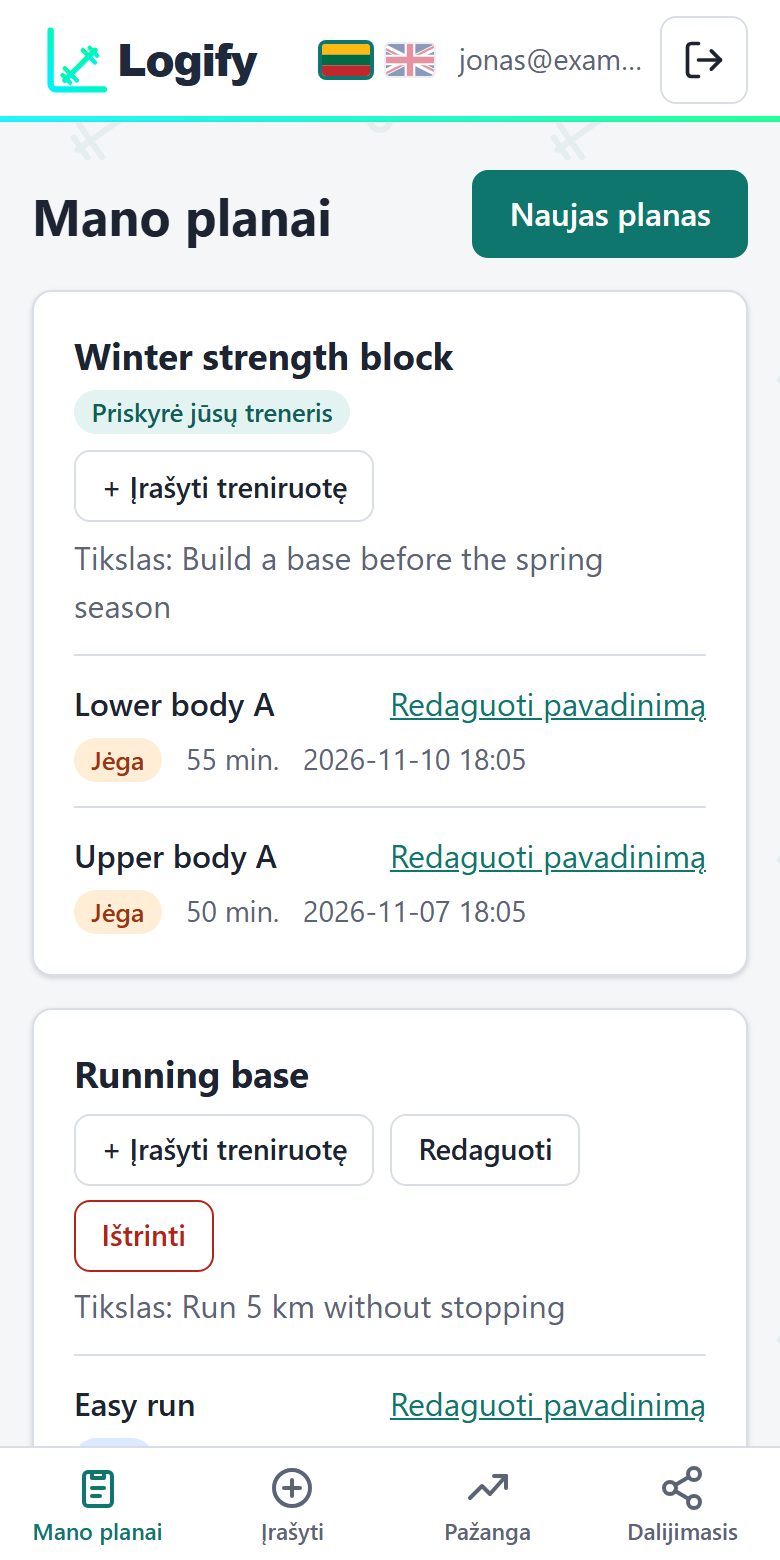 Logify
jonas@exam...
Mano planai
Naujas planas
Winter strength block
Priskyrė jūsų treneris
+ Įrašyti treniruotę
Tikslas: Build a base before the spring
season
Lower body A
Redaguoti pavadinimą
Jėga
55 min.
2026-11-10 18:05
Upper body A
Redaguoti pavadinimą
Jėga
50 min.
2026-11-07 18:05
Running base
+ Įrašyti treniruotę
Redaguoti
Ištrinti
Tikslas: Run 5 km without stopping
Easy run
Redaguoti pavadinimą
Mano planai
Įrašyti
Pažanga
Dalijimasis